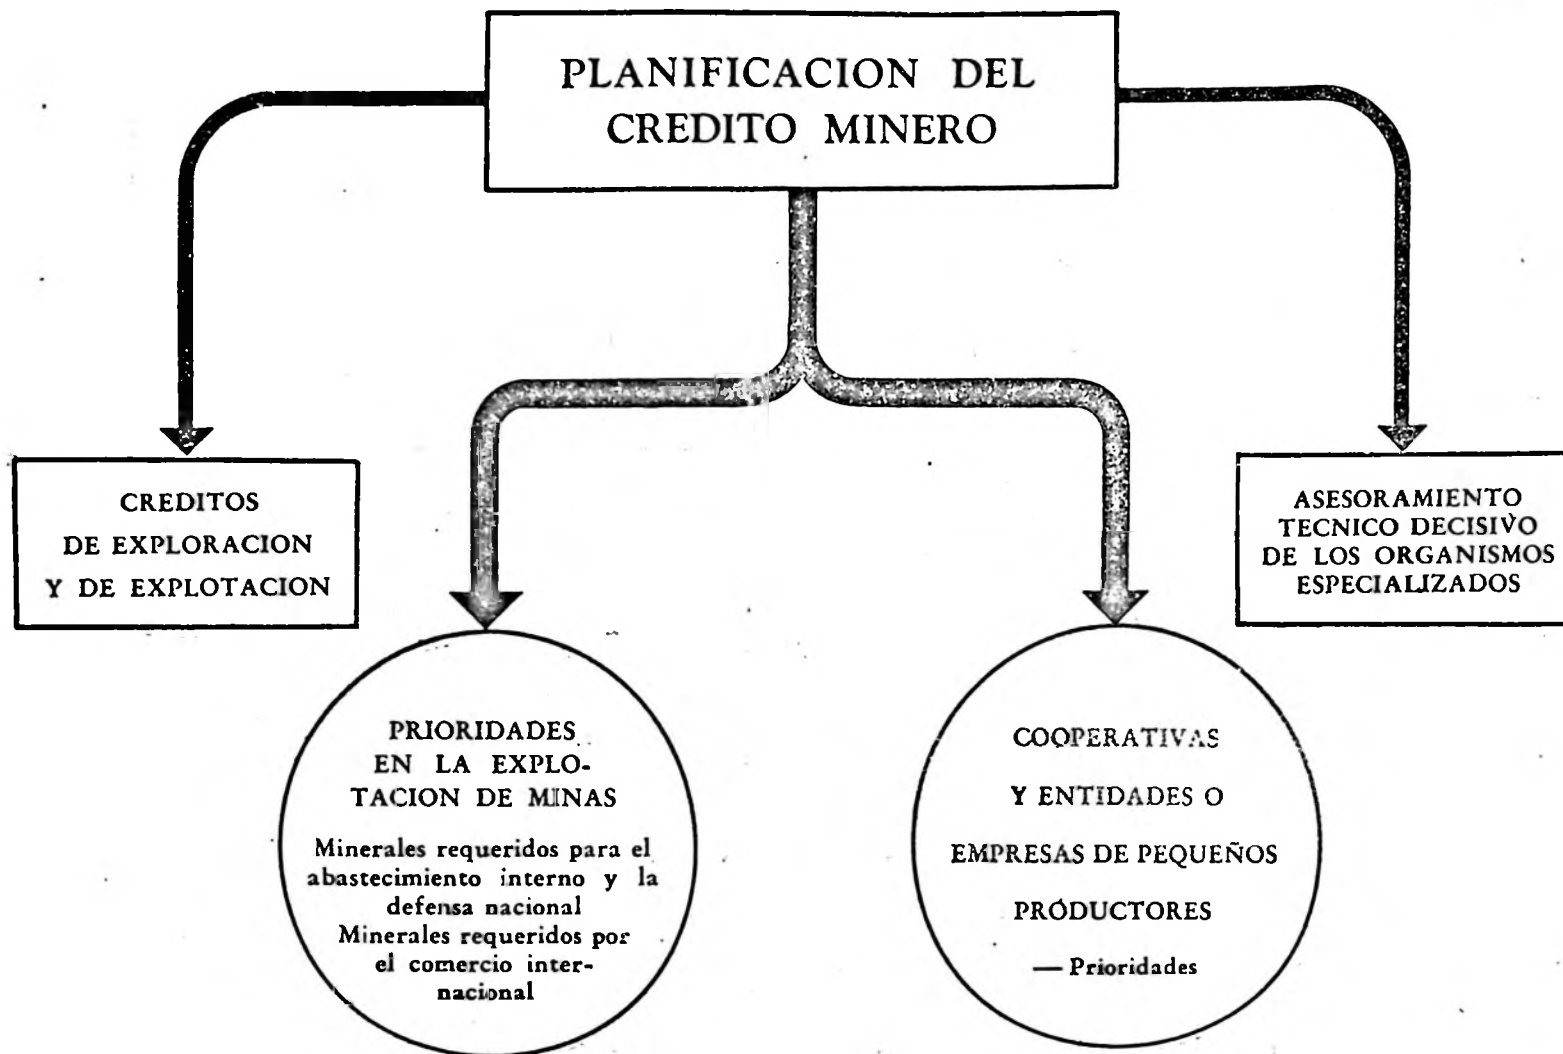 PLANIFICACION DEL
CREDITO MINERO
CREDITOS
DE EXPLORACION
Y DE EXPLOTACION
ASESORAMIENTO
TECNICO DECISIVO
DE LOS ORGANISMOS
ESPECIALIZADOS
PRIORIDADES
EN LA EXPLO-
TACION DE MINAS
Minerales requeridos para el
abastecimiento interno y la
defensa nacional
Minerales requeridos por
el comercio inter-
nacional
COOPERATIVAS
Y ENTIDADES O
EMPRESAS DE PEQUEÑOS
PRODUCTORES
— Prioridades